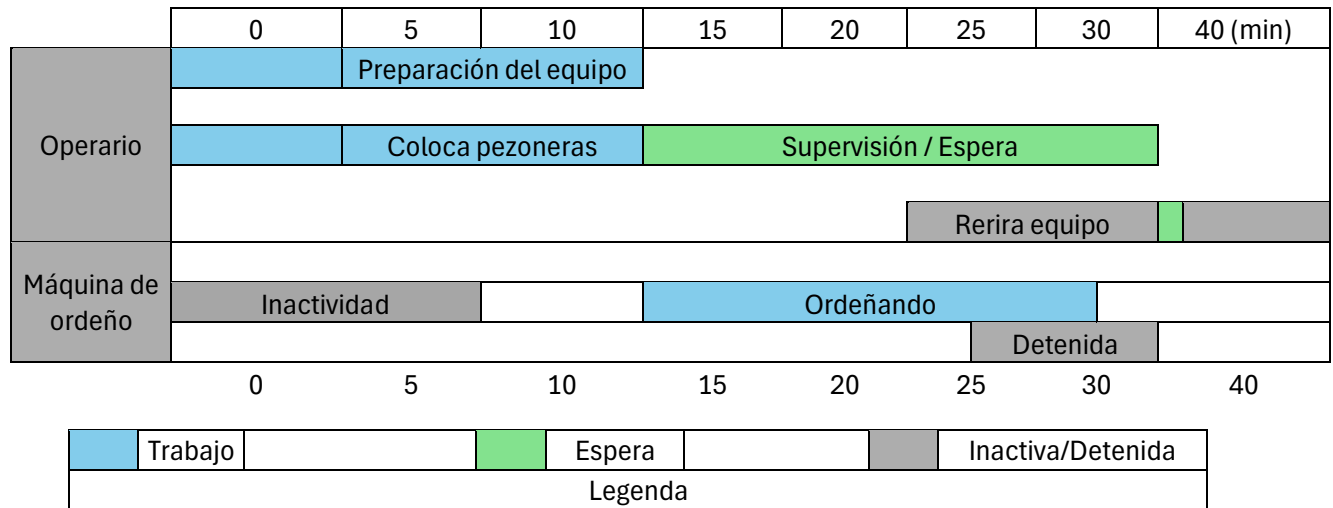 0 5 10 15 20 25 30 40 (min)
Preparación del equipo
Operario
Coloca pezoneras Supervisión / Espera
Rerira equipo
Máquina de
ordeño
Inactividad Ordeñando
Detenida
0 5 10 15 20 25 30 40
Trabajo Espera Inactiva/Detenida
Legenda